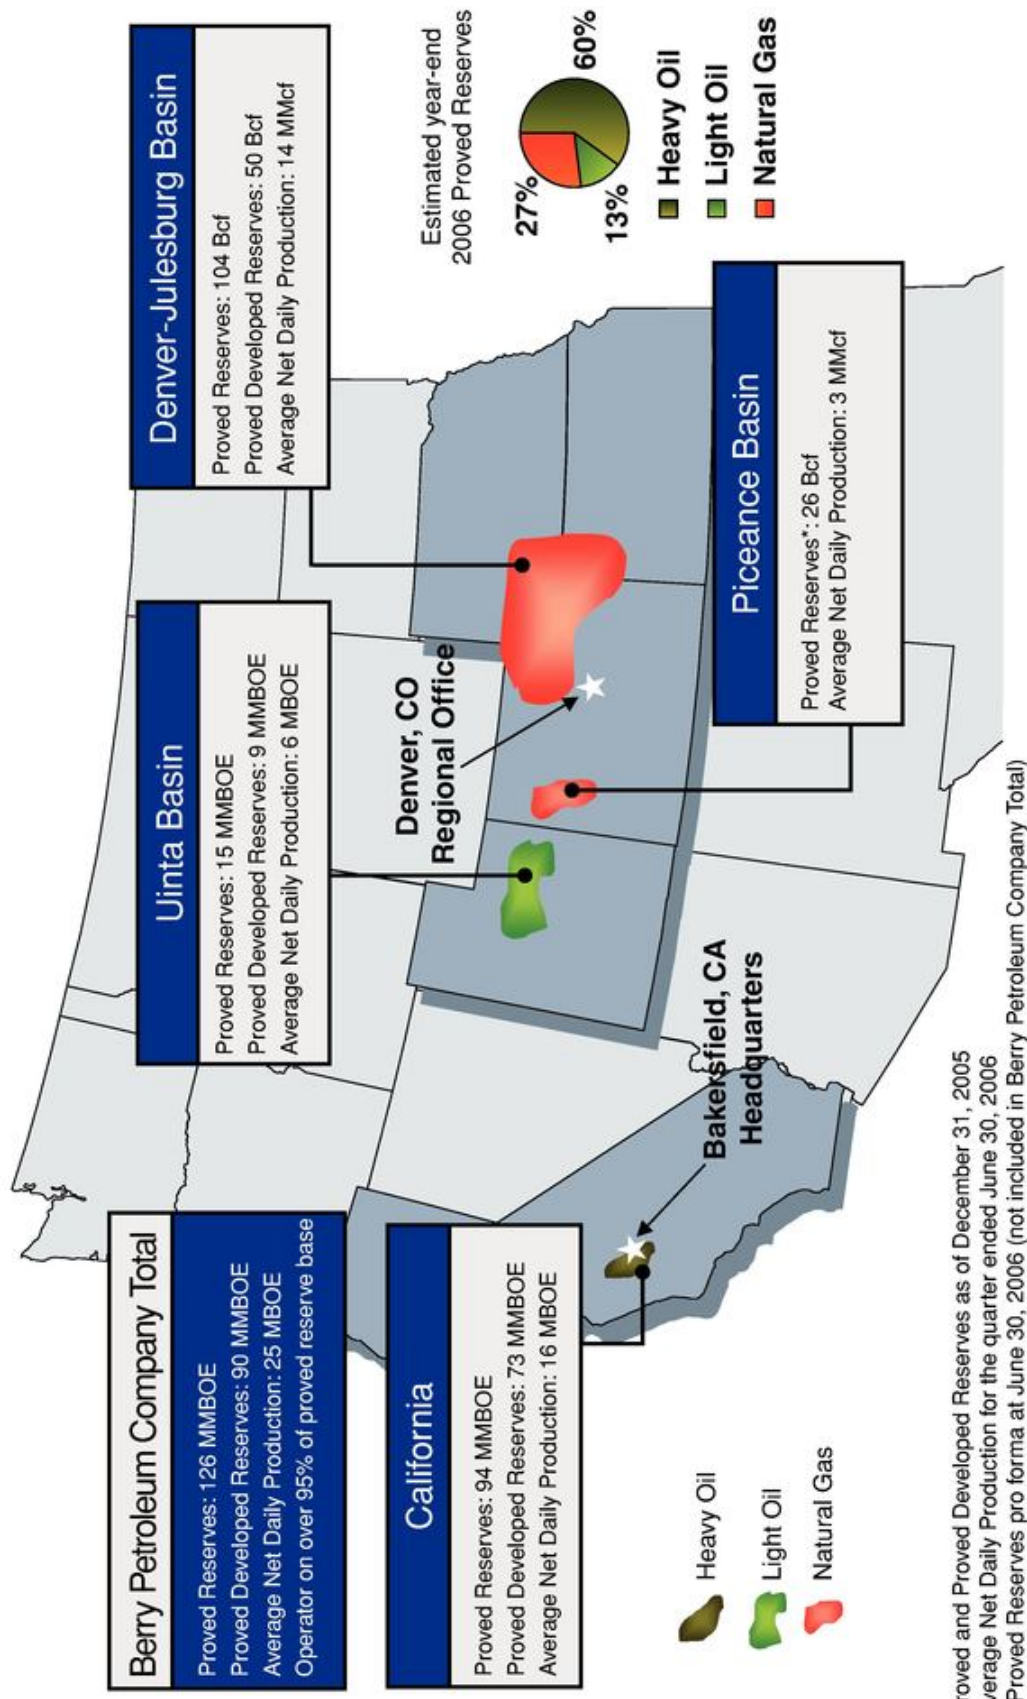 Berry Petroleum Company Total
Proved Reserves: 126 MMBOE
Proved Developed Reserves: 90 MMBOE
Average Net Daily Production: 25 MBOE
Operator on over 95% of proved reserve base
Uinta Basin
Proved Reserves: 15 MMBOE
Proved Developed Reserves: 9 MMBOE
Average Net Daily Production: 6 MBOE
Denver-Julesburg Basin
Proved Reserves: 104 Bcf
Proved Developed Reserves: 50 Bcf
Average Net Daily Production: 14 MMcf
California
Proved Reserves: 94 MMBOE
Proved Developed Reserves: 73 MMBOE
Average Net Daily Production: 16 MBOE
Denver, CO
Regional Office
Estimated year-end
2006 Proved Reserves
27%
60%
13%
Heavy Oil
Light Oil
Natural Gas
Bakersfield, CA
Headquarters
Piceance Basin
Proved Reserves*: 26 Bcf
Average Net Daily Production: 3 MMcf
Heavy Oil
Light Oil
Natural Gas
and Proved Developed Reserves as of December 31, 2005
Net Daily Production for the quarter ended June 30, 2006
Proved Reserves pro forma at June 30, 2006 (not included in Berry Petroleum Company Total)